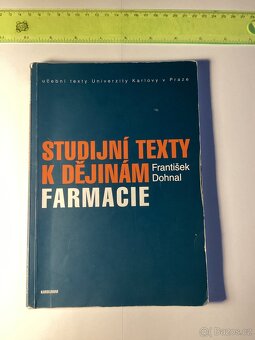 učební texty Univerzity Karlovy v Praze
STUDIJNÍ TEXTY
K DĚJINÁM
FARMACIE
František
Dohnal
KAROLINUM